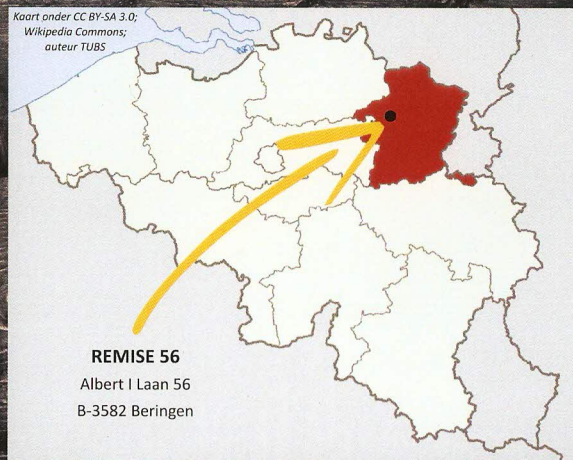 Kaart onder CC BY-SA 3.0;
Wikipedia Commons;
auteur TUBS
REMISE 56
Albert I Laan 56
B-3582 Beringen